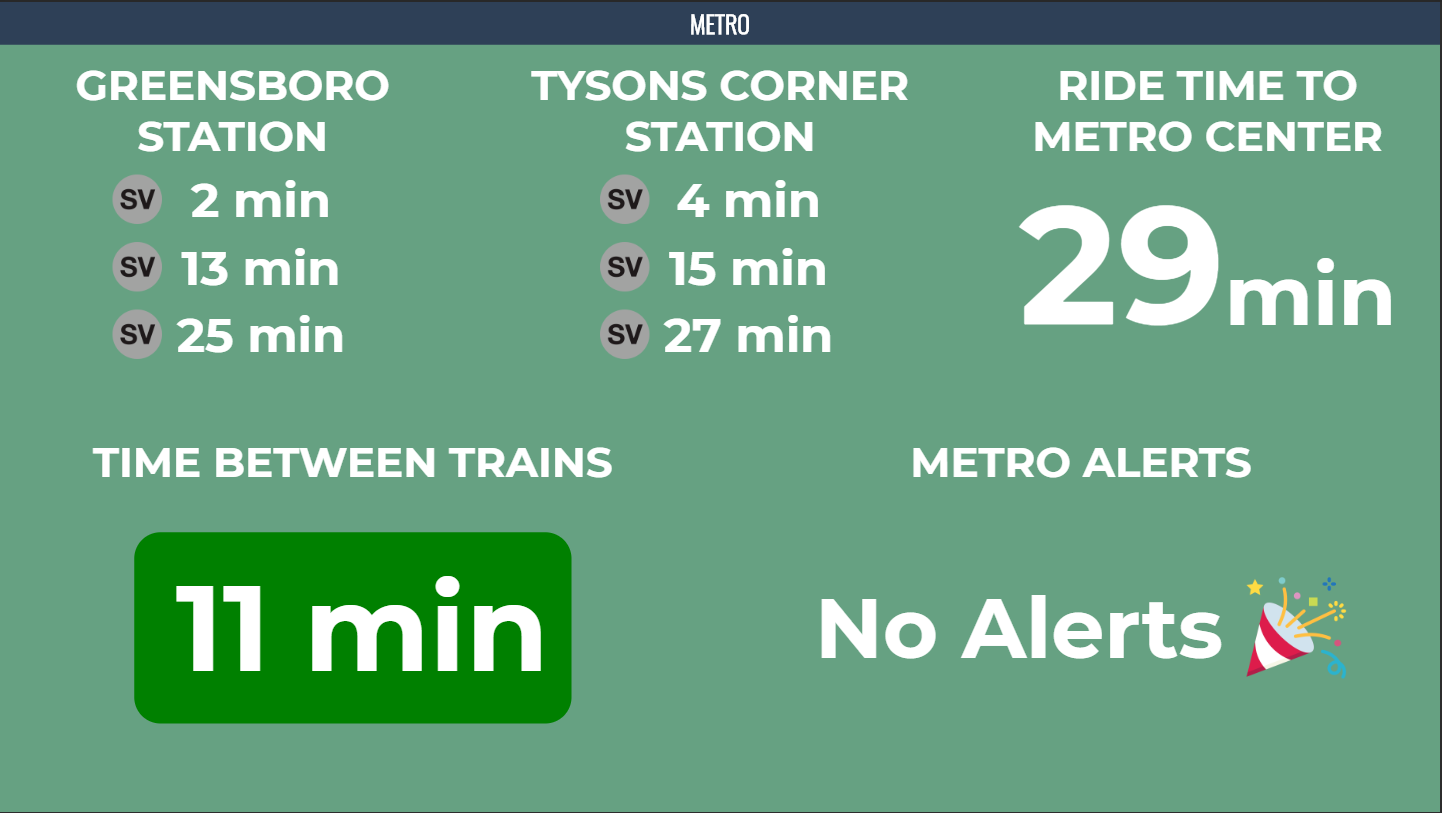 METRO
GREENSBORO
STATION
SV 2 min
SV 13 min
SV 25 min
TYSONS CORNER
STATION
SV 4 min
SV 15 min
SV 27 min
RIDE TIME TO
METRO CENTER
29min
TIME BETWEEN TRAINS
11 min
METRO ALERTS
No Alerts